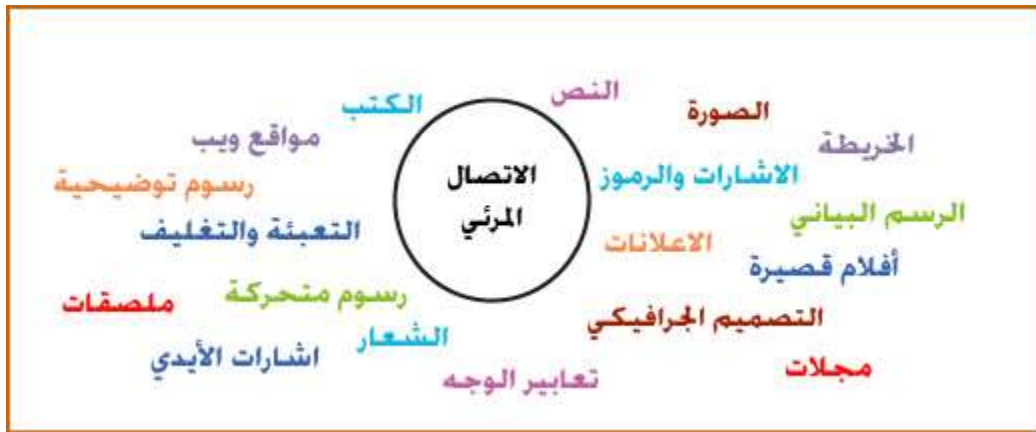 النص
الكتب
الصورة
الخريطة
مواقع ويب
الاتصال
المرئي
الاشارات والرموز
رسوم توضيحية
الرسم البياني
التعبئة والتغليف
الاعلانات
أفلام قصيرة
رسوم متحركة
ملصقات
التصميم الجرافيكي
الشعار
اشارات الأيدي
مجلات
تعابير الوجه